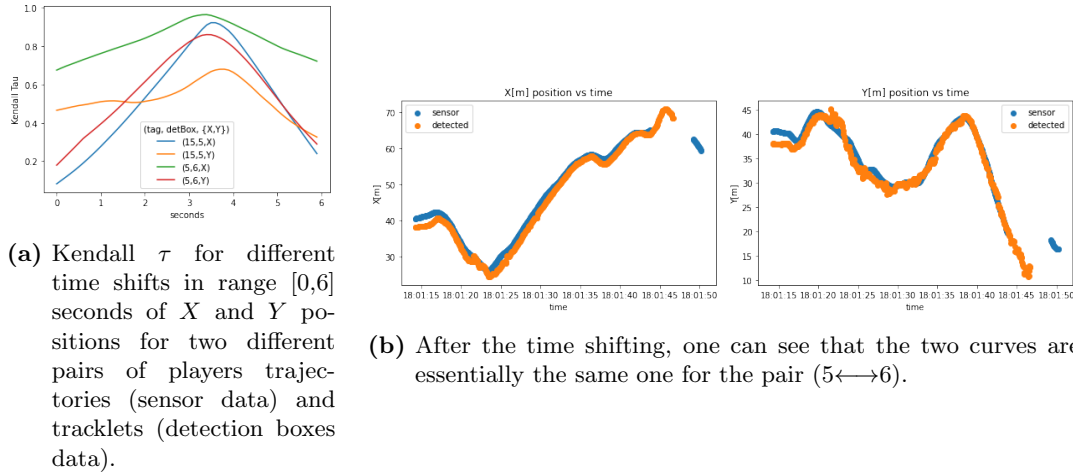 1.0
0.8
0.6
0.4
0.2
Kendall Tau
(tag, detBox, {X,Y})
(15,5,X)
(15,5,Y)
(5,6,X)
(5,6,Y)
0 1 2 3 4 5 6
seconds
(a) Kendall τ for different
time shifts in range [0,6]
seconds of X and Y po-
sitions for two different
pairs of players trajec-
tories (sensor data) and
tracklets (detection boxes
data).
X[m] position vs time
sensor
detected
70
60
50
40
30
X[m]
18:01:15 18:01:20 18:01:25 18:01:30 18:01:35 18:01:40 18:01:45 18:01:50
time
Y[m] position vs time
sensor
detected
45
40
35
30
25
20
15
10
Y[m]
18:01:15 18:01:20 18:01:25 18:01:30 18:01:35 18:01:40 18:01:45 18:01:50
time
(b) After the time shifting, one can see that the two curves are
essentially the same one for the pair (5⟷6).